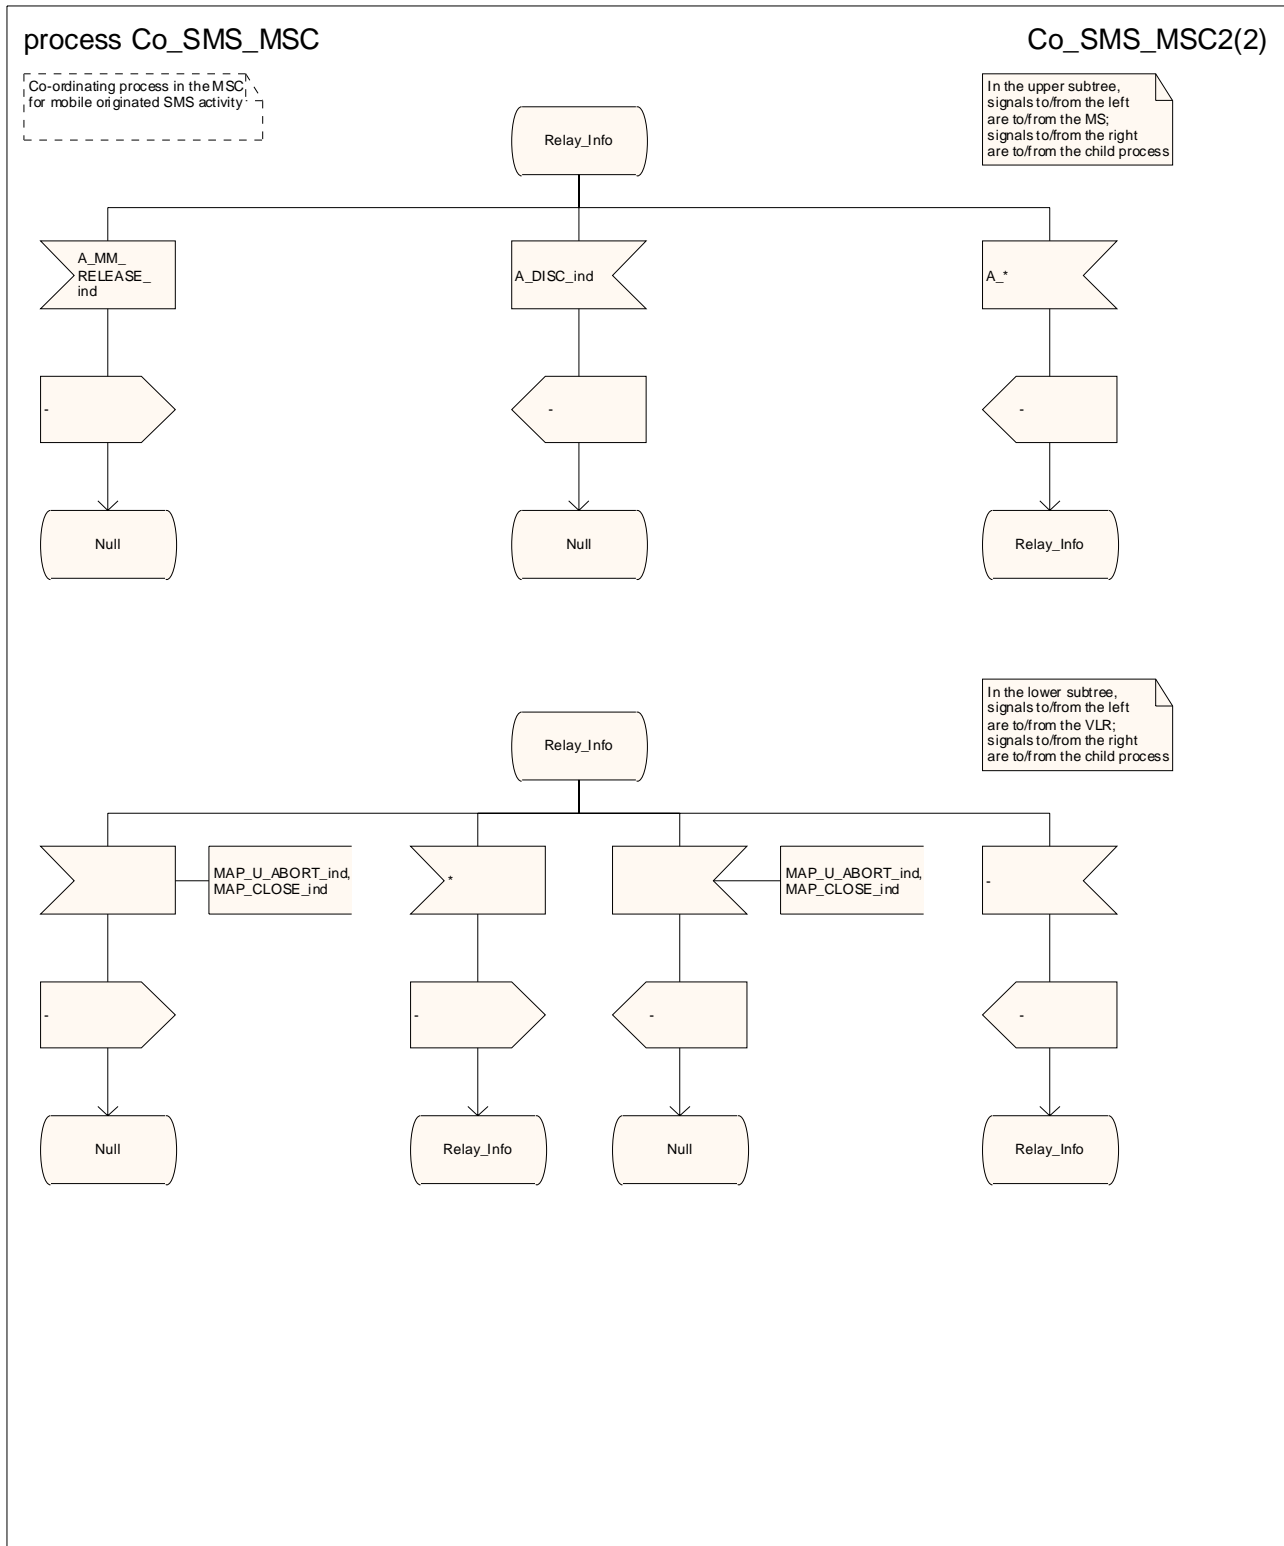 process Co_SMS_MSC
Co_SMS_MSC2(2)
Co-ordinating process in the MSC
for mobile originated SMS activity
In the upper subtree,
signals to/from the left
are to/from the MS;
signals to/from the right
are to/from the child process
Relay_Info
A_MM_
RELEASE_
ind
A_DISC_ind
A_*
-
-
-
Null
Null
Relay_Info
In the lower subtree,
signals to/from the left
are to/from the VLR;
signals to/from the right
are to/from the child process
Relay_Info
MAP_U_ABORT_ind,
MAP_CLOSE_ind
*
MAP_U_ABORT_ind,
MAP_CLOSE_ind
-
-
-
-
-
Null
Relay_Info
Null
Relay_Info